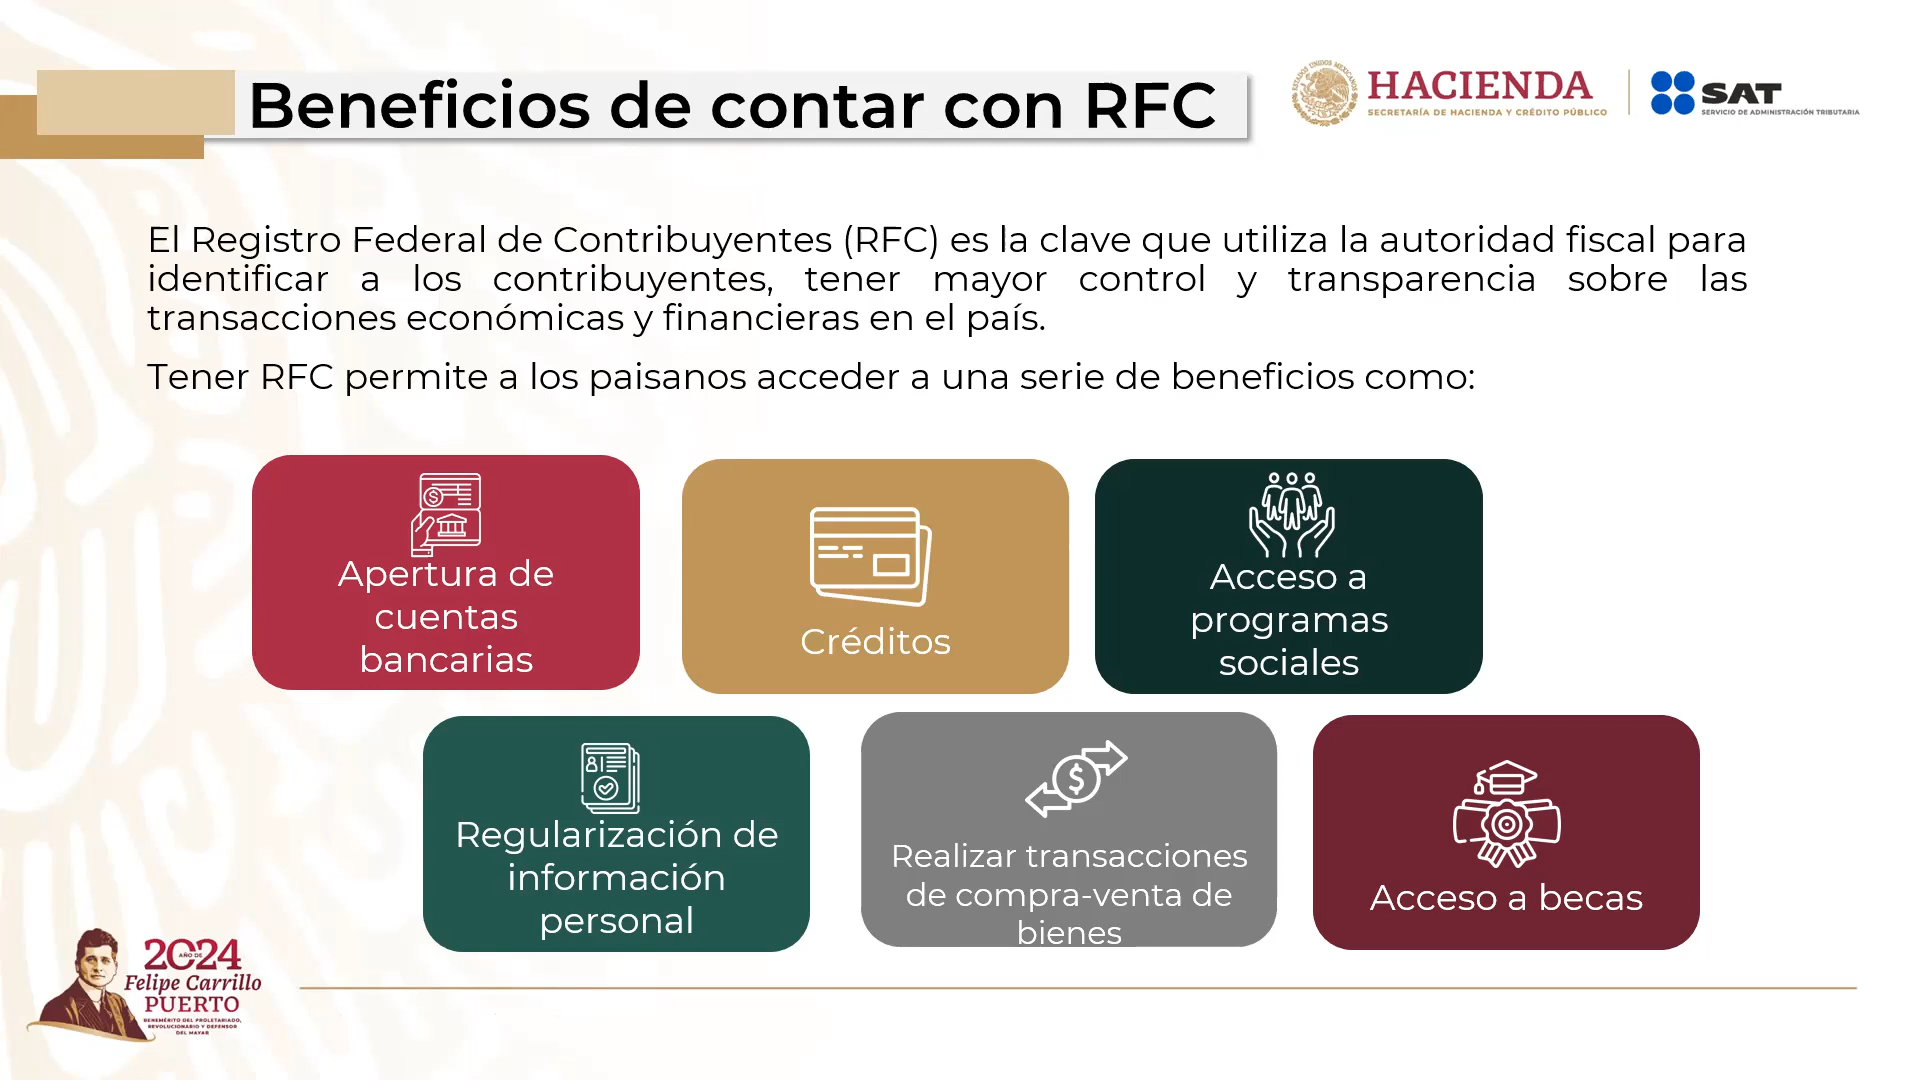 Beneficios de contar con RFC
HACIENDA
SECRETARÍA DE HACIENDA Y CRÉDITO PÚBLICO
SAT
SERVICIO DE ADMINISTRACIÓN TRIBUTARIA
El Registro Federal de Contribuyentes (RFC) es la clave que utiliza la autoridad fiscal para
identificar a los contribuyentes, tener mayor control y transparencia sobre las
transacciones económicas y financieras en el país.
Tener RFC permite a los paisanos acceder a una serie de beneficios como:
Apertura de
cuentas
bancarias
Créditos
Acceso a
programas
sociales
Regularización de
información
personal
Realizar transacciones
de compra-venta de
bienes
Acceso a becas
2024
AÑO DE
Felipe Carrillo
PUERTO
BENEMÉRITO DEL PROLETARIADO,
REVOLUCIONARIO Y DEFENSOR
DEL MAYAB